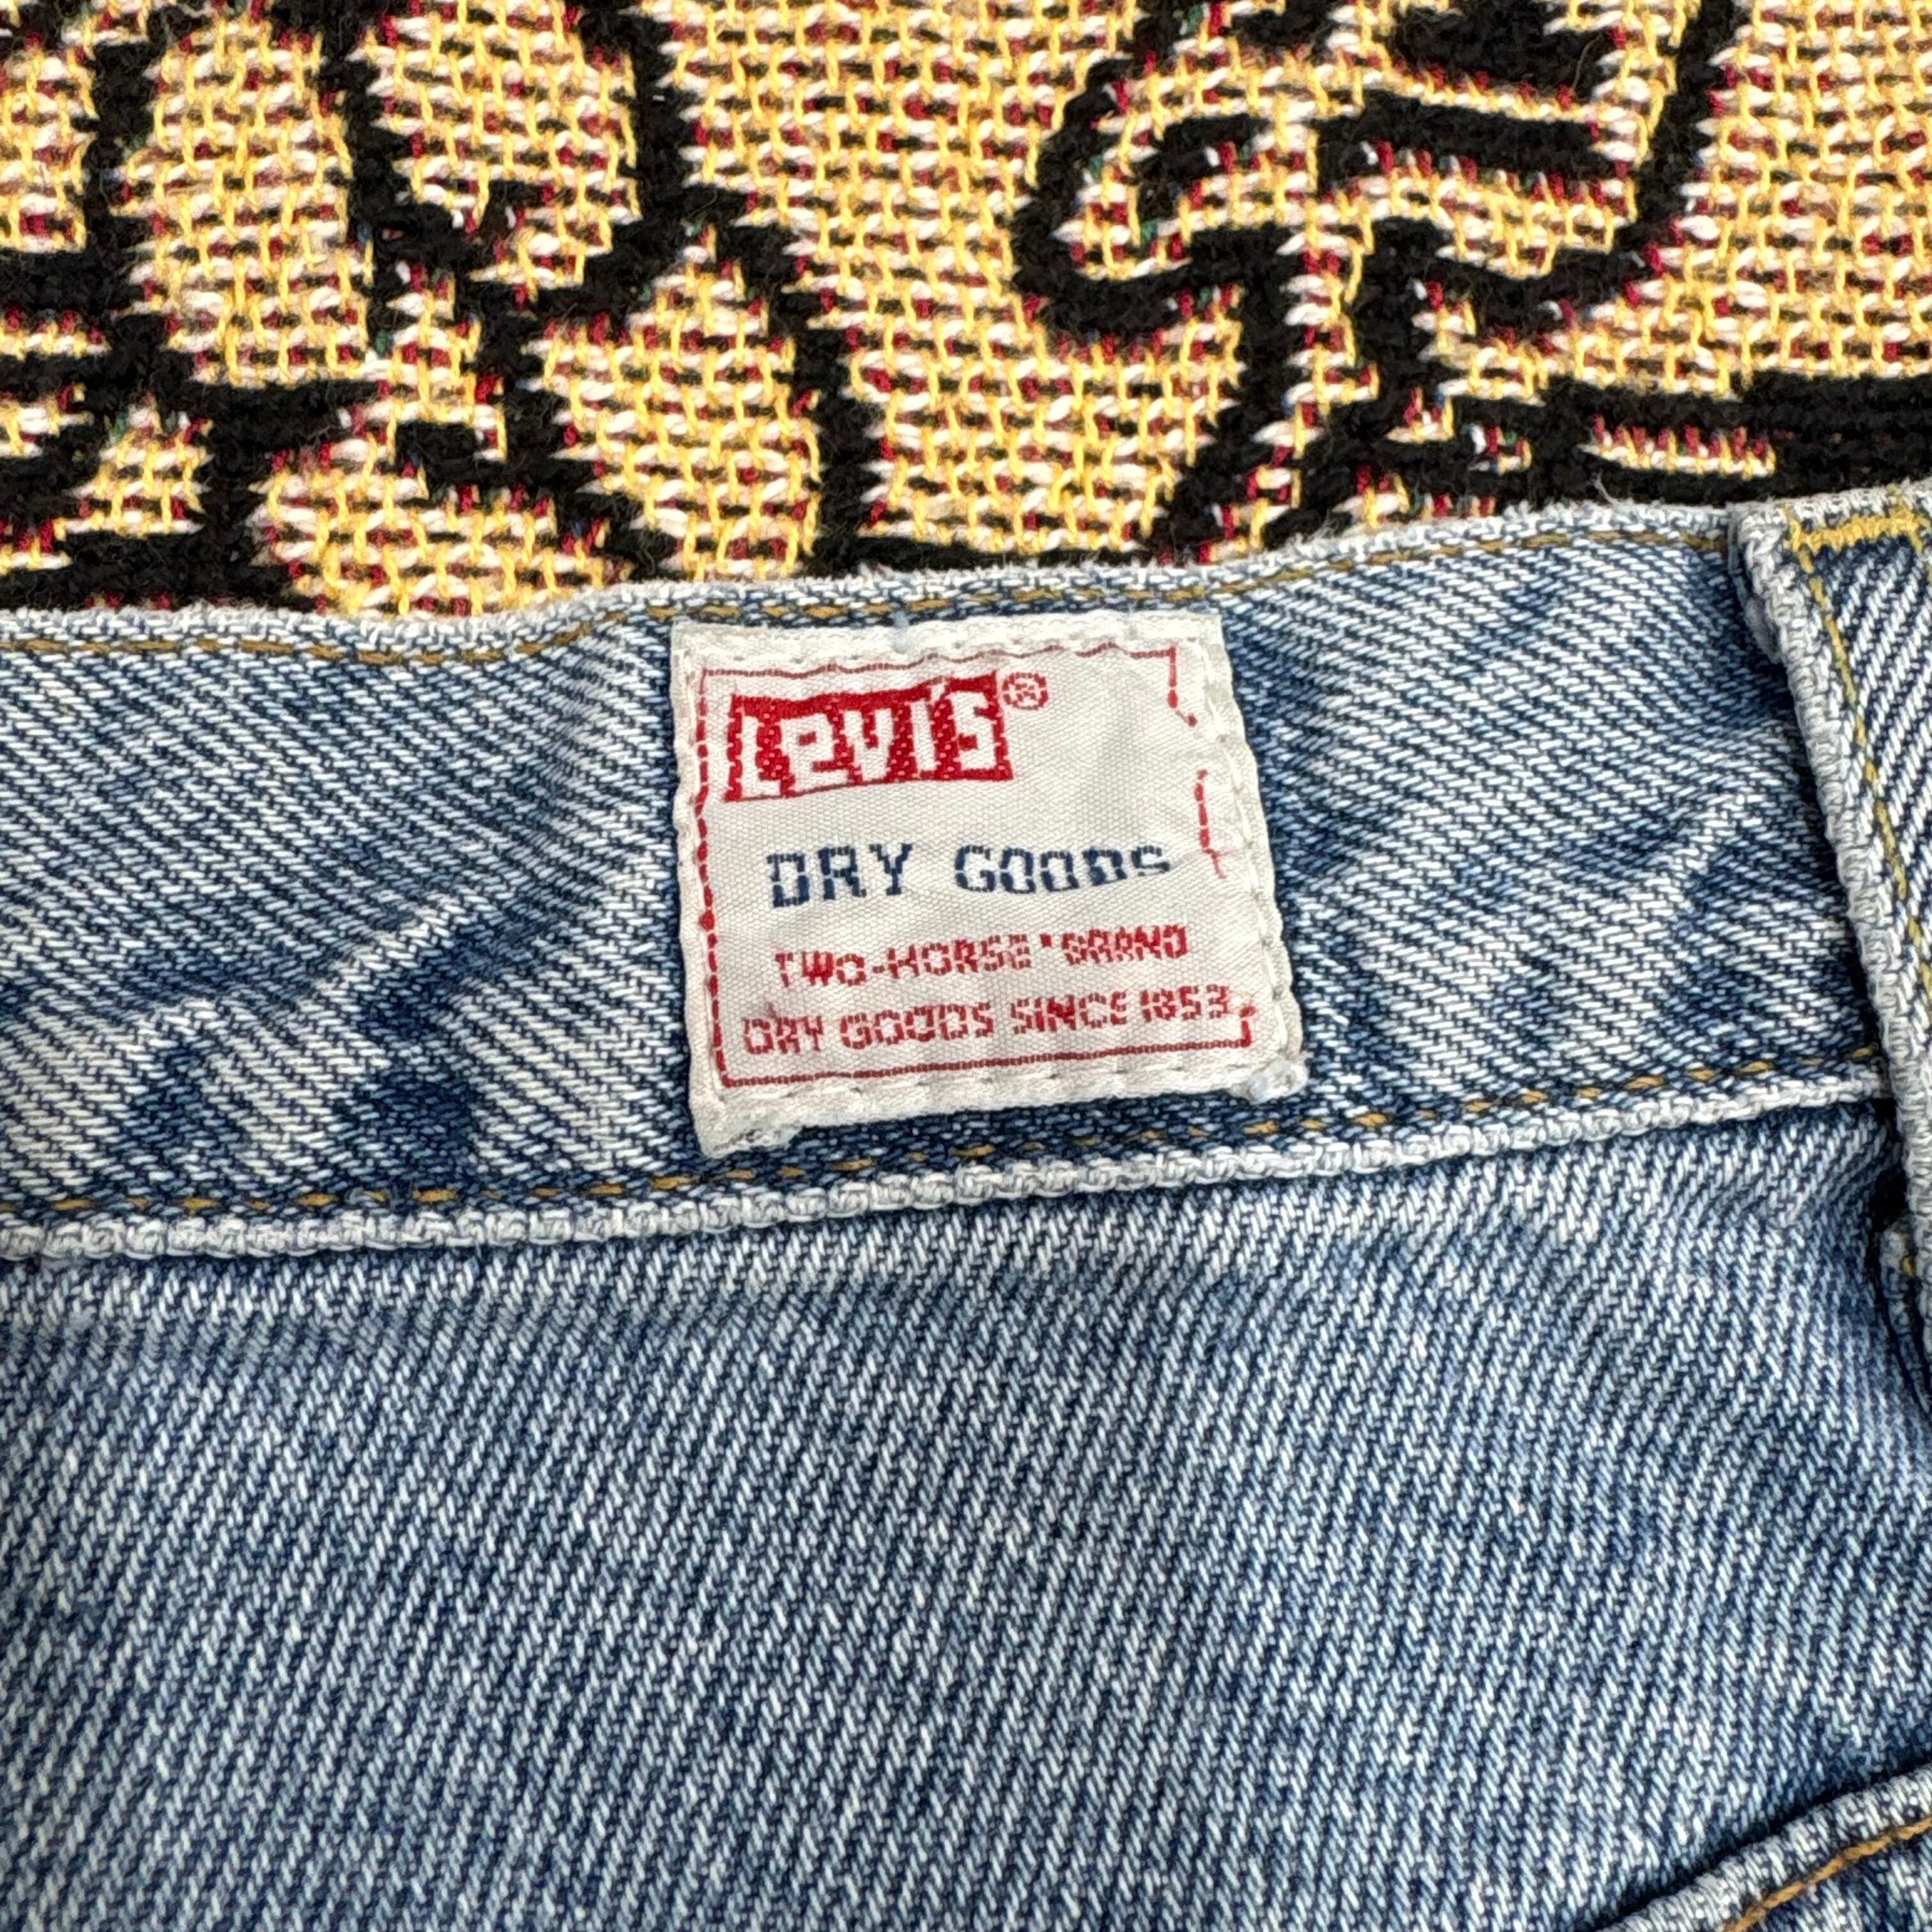 Levi's®
DRY GOODS
TWO-HORSE' BRAND
DRY GOODS SINCE 1853